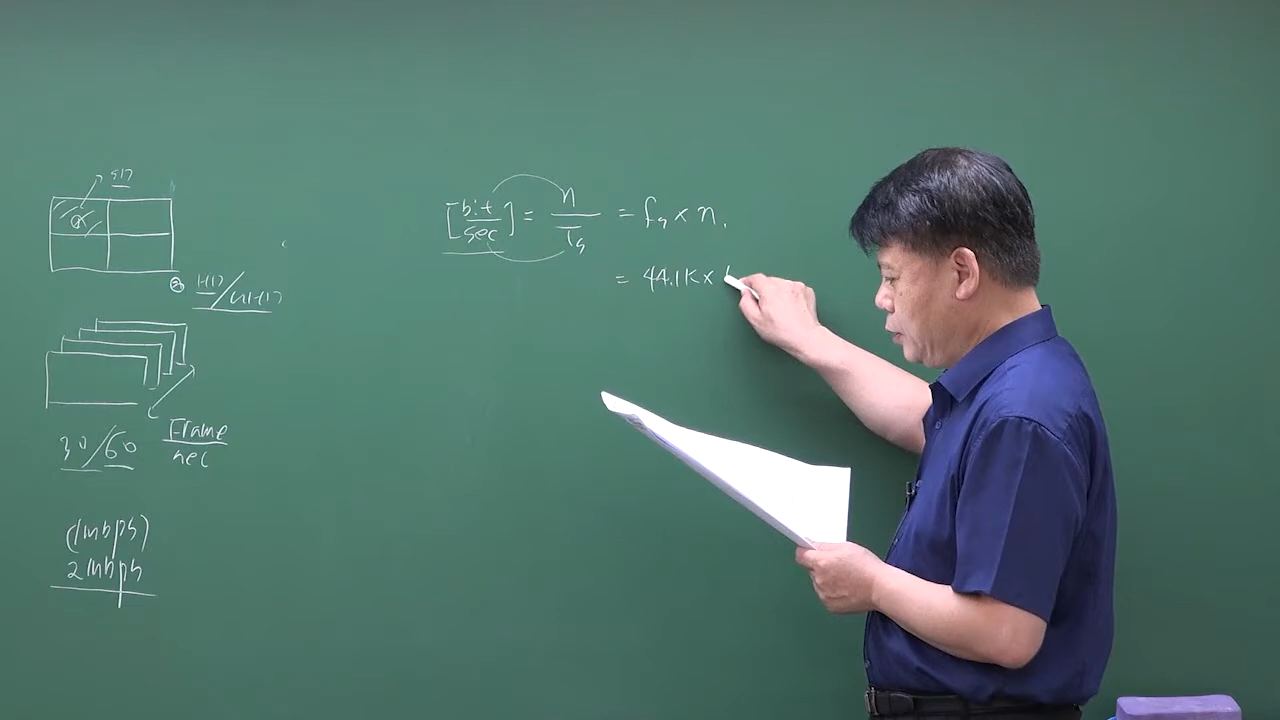 [bit/sec] = n/Ts = fs × n.
= 44.1K×
30/60 Frame/sec
(1mbps)
2mbps